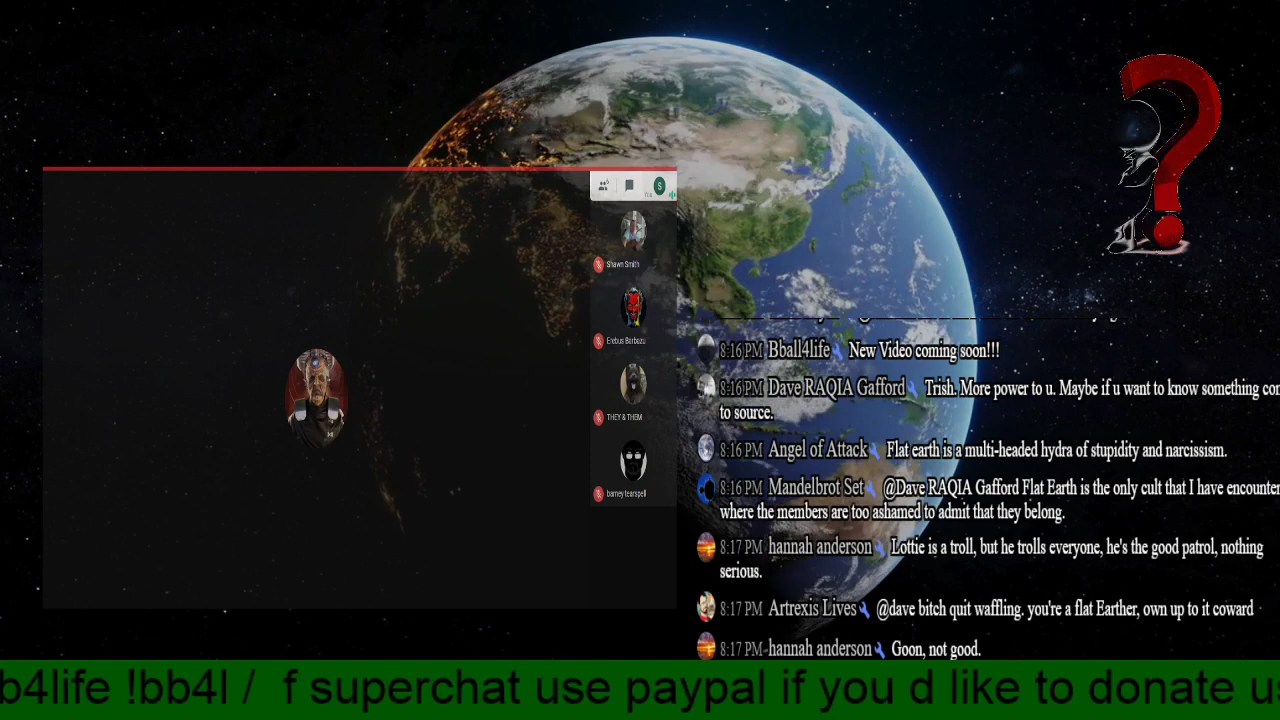 S
You
Shawn Smith
Erebus Barbazu
THEY & THEM
barney tearspell
8:16 PM Bball4life New Video coming soon!!!
8:16 PM Dave RAQIA Gafford Trish. More power to u. Maybe if u want to know something
to source.
8:16 PM Angel of Attack Flat earth is a multi-headed hydra of stupidity and narcissism.
8:16 PM Mandelbrot Set @Dave RAQIA Gafford Flat Earth is the only cult that I have encounter
where the members are too ashamed to admit that they belong.
8:17 PM hannah anderson Lottie is a troll, but he trolls everyone, he's the good patrol, nothing
serious.
8:17 PM Artrexis Lives @dave bitch quit waffling. you're a flat Earther, own up to it coward
8:17 PM hannah anderson Goon, not good.
b4life !bb4l / f superchat use paypal if you d like to donate us